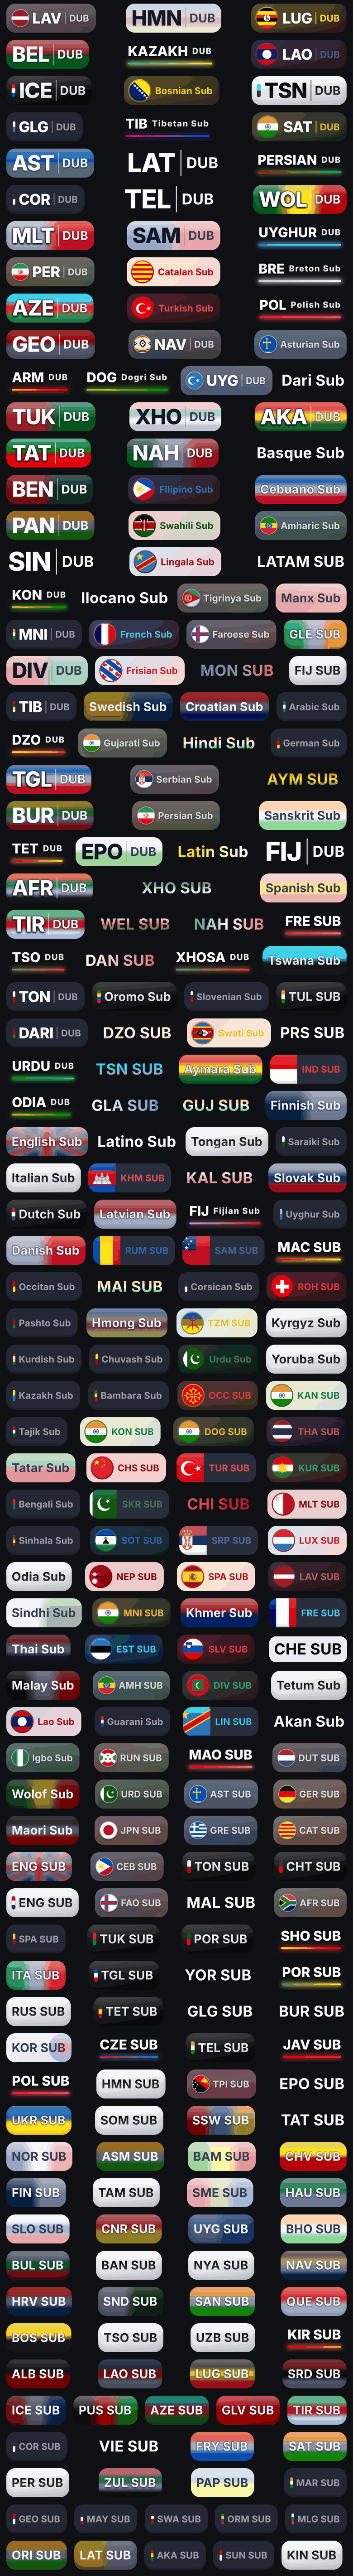 LAV DUB HMN DUB LUG DUB
BEL DUB KAZAKH DUB LAO DUB
ICE DUB Bosnian Sub TSN DUB
GLG DUB TIB Tibetan Sub SAT DUB
AST DUB LAT DUB PERSIAN DUB
COR DUB TEL DUB WOL DUB
MLT DUB SAM DUB UYGHUR DUB
PER DUB Catalan Sub BRE Breton Sub
AZE DUB Turkish Sub POL Polish Sub
GEO DUB NAV DUB Asturian Sub
ARM DUB DOG Dogri Sub UYG DUB Dari Sub
TUK DUB XHO DUB AKA DUB
TAT DUB NAH DUB Basque Sub
BEN DUB Filipino Sub Cebuano Sub
PAN DUB Swahili Sub Amharic Sub
SIN DUB Lingala Sub LATAM SUB
KON DUB Ilocano Sub Tigrinya Sub Manx Sub
MNI DUB French Sub Faroese Sub GLE SUB
DIV DUB Frisian Sub MON SUB FIJ SUB
TIB DUB Swedish Sub Croatian Sub Arabic Sub
DZO DUB Gujarati Sub Hindi Sub German Sub
TGL DUB Serbian Sub AYM SUB
BUR DUB Persian Sub Sanskrit Sub
TET DUB EPO DUB Latin Sub FIJ DUB
AFR DUB XHO SUB Spanish Sub
TIR DUB WEL SUB NAH SUB FRE SUB
TSO DUB DAN SUB XHOSA DUB Tswana Sub
TON DUB Oromo Sub Slovenian Sub TUL SUB
DARI DUB DZO SUB Swati Sub PRS SUB
URDU DUB TSN SUB Aymara Sub IND SUB
ODIA DUB GLA SUB GUJ SUB Finnish Sub
English Sub Latino Sub Tongan Sub Saraiki Sub
Italian Sub KHM SUB KAL SUB Slovak Sub
Dutch Sub Latvian Sub FIJ Fijian Sub Uyghur Sub
Danish Sub RUM SUB SAM SUB MAC SUB
Occitan Sub MAI SUB Corsican Sub ROH SUB
Pashto Sub Hmong Sub TZM SUB Kyrgyz Sub
Kurdish Sub Chuvash Sub Urdu Sub Yoruba Sub
Kazakh Sub Bambara Sub OCC SUB KAN SUB
Tajik Sub KON SUB DOG SUB THA SUB
Tatar Sub CHS SUB TUR SUB KUR SUB
Bengali Sub SKR SUB CHI SUB MLT SUB
Sinhala Sub SOT SUB SRP SUB LUX SUB
Odia Sub NEP SUB SPA SUB LAV SUB
Sindhi Sub MNI SUB Khmer Sub FRE SUB
Thai Sub EST SUB SLV SUB CHE SUB
Malay Sub AMH SUB DIV SUB Tetum Sub
Lao Sub Guarani Sub LIN SUB Akan Sub
Igbo Sub RUN SUB MAO SUB DUT SUB
Wolof Sub URD SUB AST SUB GER SUB
Maori Sub JPN SUB GRE SUB CAT SUB
ENG SUB CEB SUB TON SUB CHT SUB
ENG SUB FAO SUB MAL SUB AFR SUB
SPA SUB TUK SUB POR SUB SHO SUB
ITA SUB TGL SUB YOR SUB POR SUB
RUS SUB TET SUB GLG SUB BUR SUB
KOR SUB CZE SUB TEL SUB JAV SUB
POL SUB HMN SUB TPI SUB EPO SUB
UKR SUB SOM SUB SSW SUB TAT SUB
NOR SUB ASM SUB BAM SUB CHV SUB
FIN SUB TAM SUB SME SUB HAU SUB
SLO SUB CNR SUB UYG SUB BHO SUB
BUL SUB BAN SUB NYA SUB NAV SUB
HRV SUB SND SUB SAN SUB QUE SUB
BOS SUB TSO SUB UZB SUB KIR SUB
ALB SUB LAO SUB LUG SUB SRD SUB
ICE SUB PUS SUB AZE SUB GLV SUB TIR SUB
COR SUB VIE SUB FRY SUB SAT SUB
PER SUB ZUL SUB PAP SUB MAR SUB
GEO SUB MAY SUB SWA SUB ORM SUB MLG SUB
ORI SUB LAT SUB AKA SUB SUN SUB KIN SUB